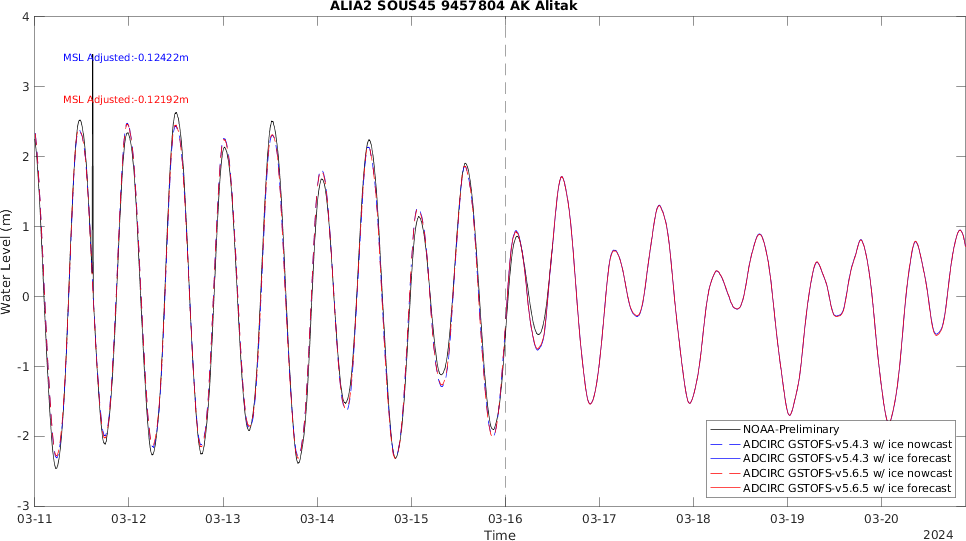 ALIA2 SOUS45 9457804 AK Alitak
4
MSL Adjusted:-0.12422m
3
MSL Adjusted:-0.12192m
2
1
Water Level (m)
0
-1
-2
NOAA-Preliminary
ADCIRC GSTOFS-v5.4.3 w/ ice nowcast
ADCIRC GSTOFS-v5.4.3 w/ ice forecast
ADCIRC GSTOFS-v5.6.5 w/ ice nowcast
ADCIRC GSTOFS-v5.6.5 w/ ice forecast
-3
03-11 03-12 03-13 03-14 03-15 03-16 03-17 03-18 03-19 03-20
Time
2024